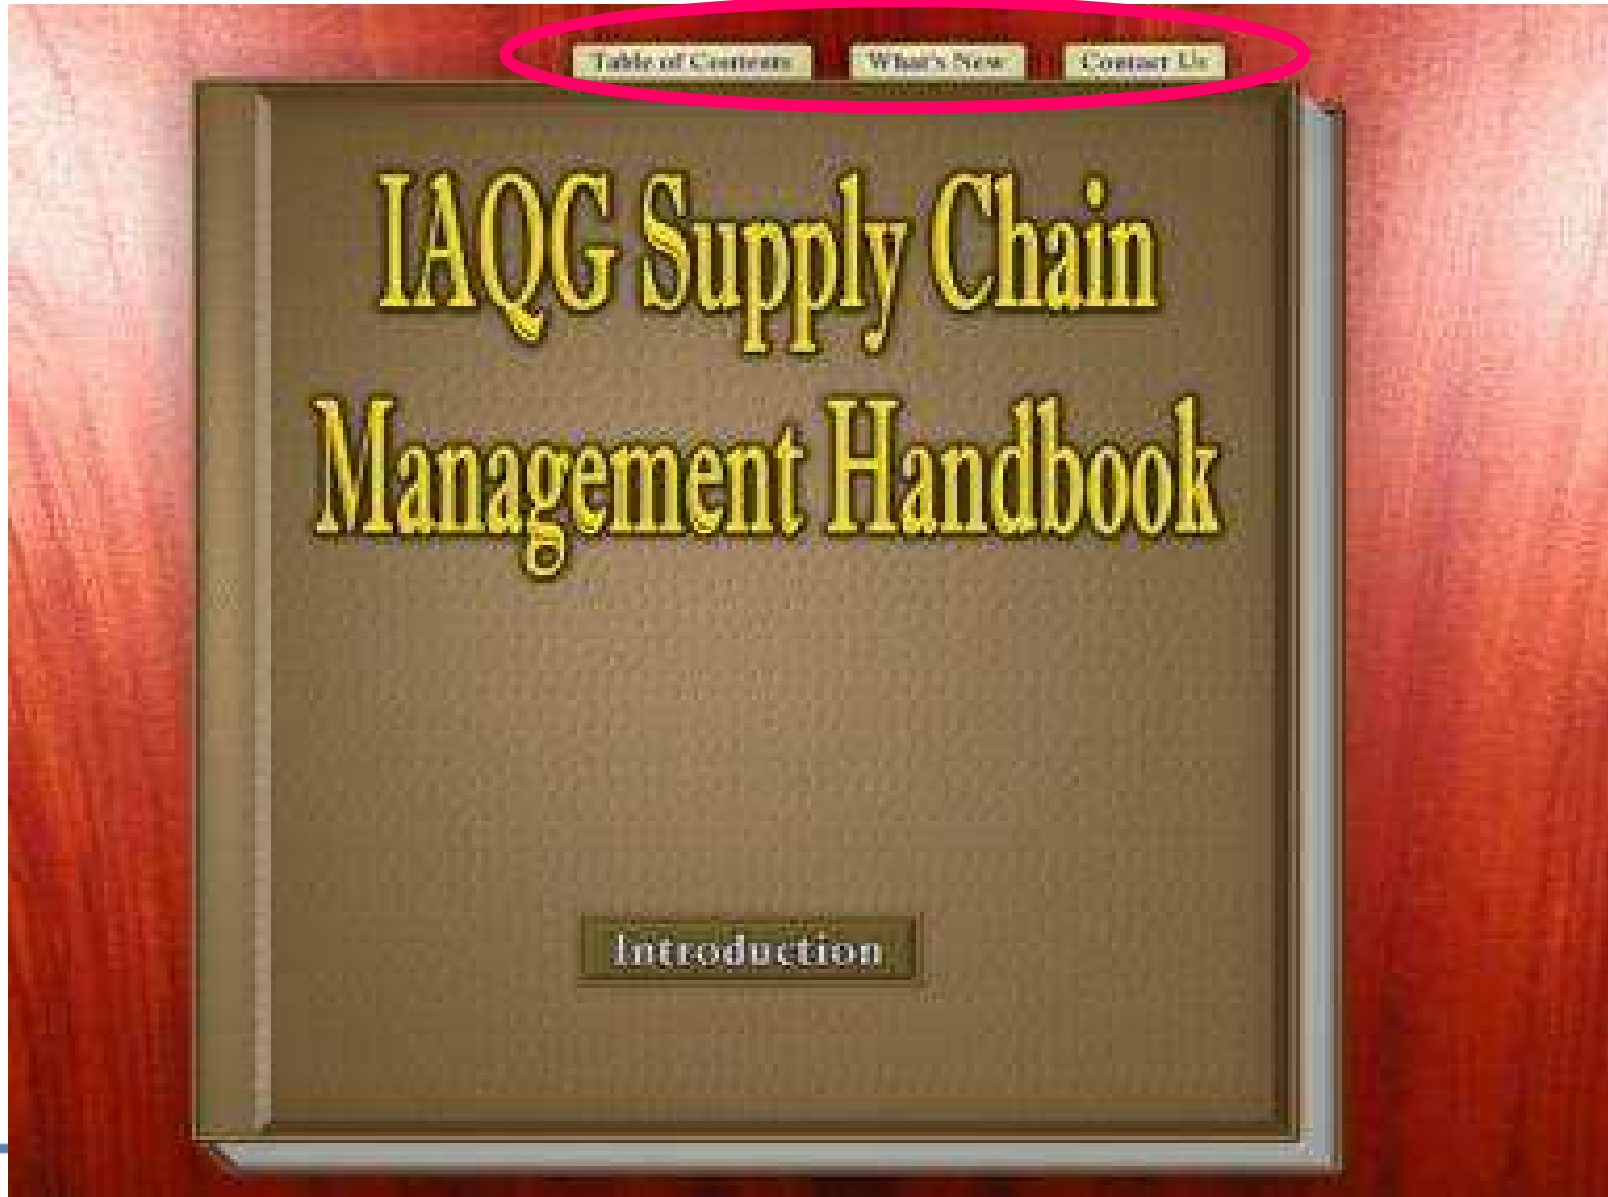 Table of Contents What's New Contact Us
IAQG Supply Chain
Management Handbook
Introduction